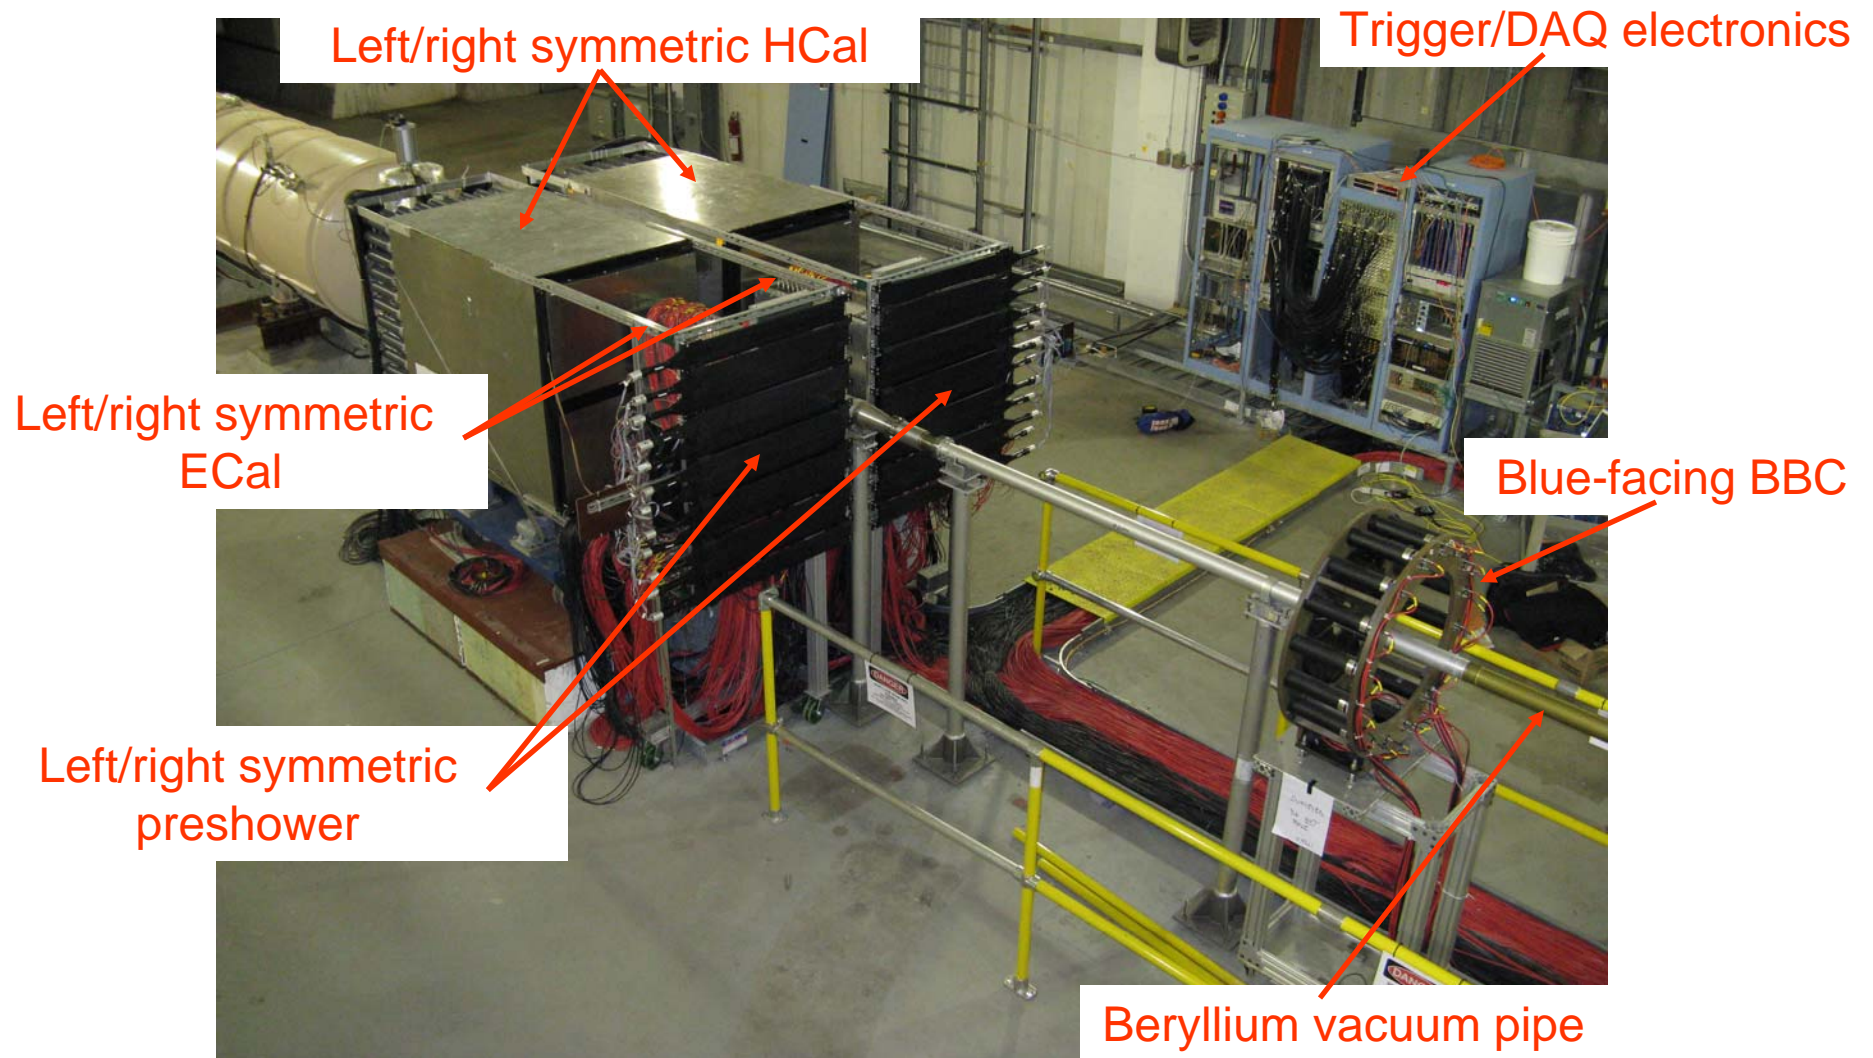 Left/right symmetric HCal
Trigger/DAQ electronics
Left/right symmetric
ECal
Blue-facing BBC
Left/right symmetric
preshower
DANGER
Beryllium vacuum pipe